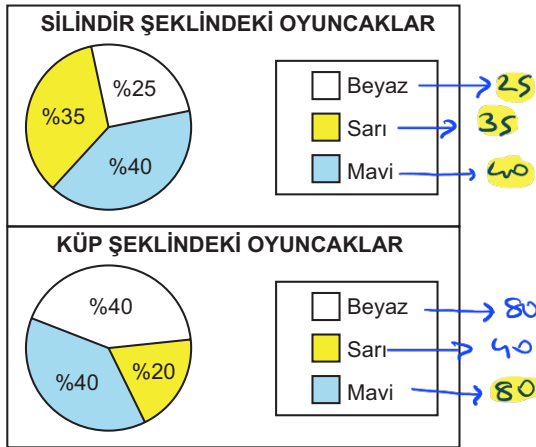 SİLİNDİR ŞEKLİNDEKİ OYUNCAKLAR
%25
%35
%40
Beyaz 25
Sarı 35
Mavi 40
KÜP ŞEKLİNDEKİ OYUNCAKLAR
%40
%20
%40
Beyaz 80
Sarı 40
Mavi 80